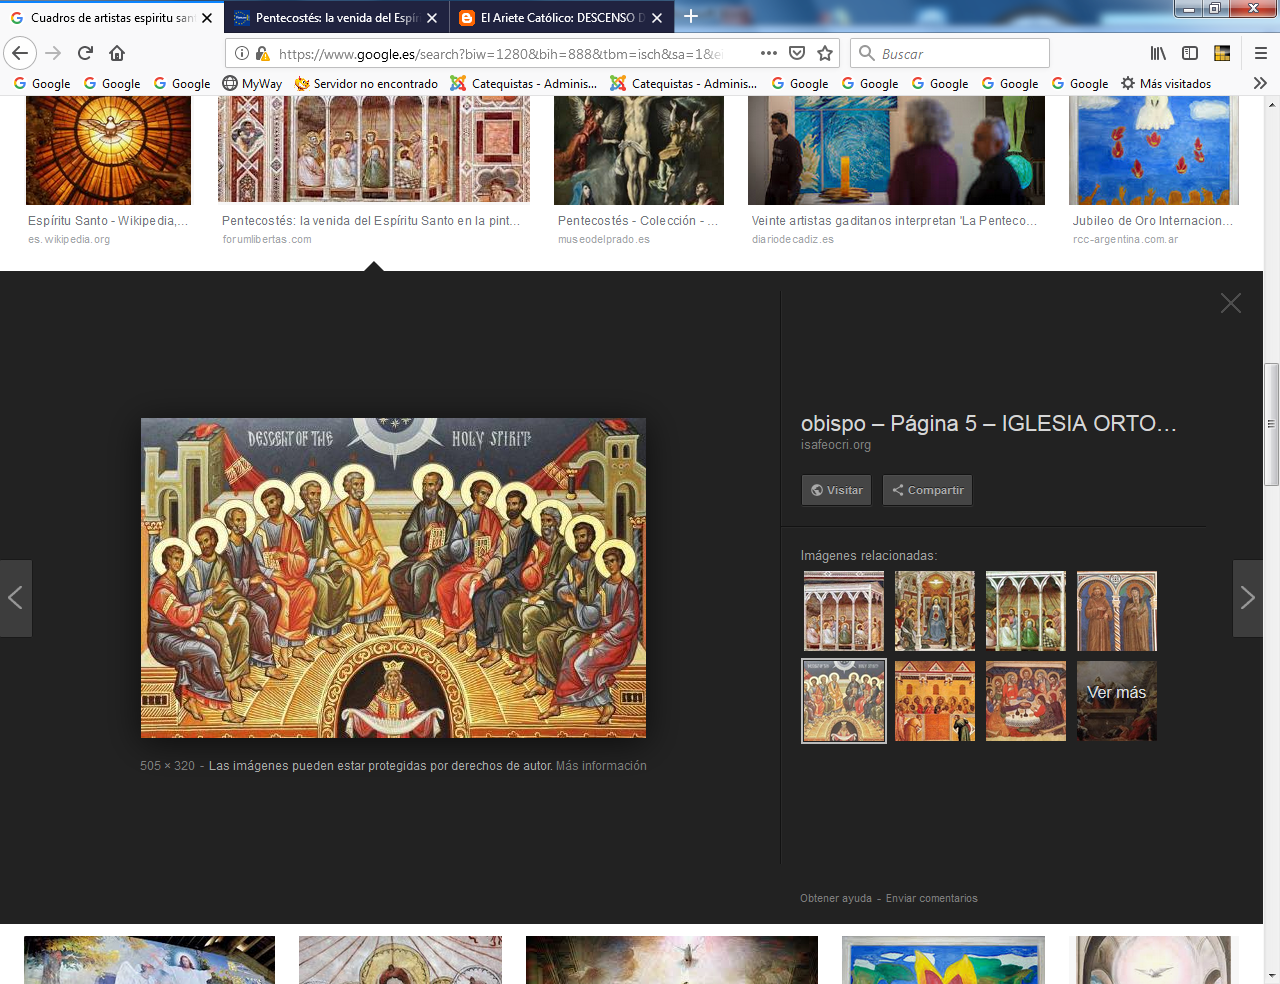 Cuadros de artistas espiritu san
Pentecostés: la venida del Espír
El Ariete Católico: DESCENSO D
https://www.google.es/search?biw=1280&bih=888&tbm=isch&sa=1&e
Buscar
Google
Google
Google
MyWay
Servidor no encontrado
Catequistas - Adminis...
Catequistas - Adminis...
Google
Google
Google
Google
Google
Más visitados
Espíritu Santo - Wikipedia,...
es.wikipedia.org
Pentecostés: la venida del Espíritu Santo en la pint...
forumlibertas.com
Pentecostés - Colección - ...
museodelprado.es
Veinte artistas gaditanos interpretan 'La Penteco...
diariodecadiz.es
Jubileo de Oro Internacion...
rcc-argentina.com.ar
DESCENT OF THE HOLY SPIRIT
505 × 320 - Las imágenes pueden estar protegidas por derechos de autor. Más información
obispo – Página 5 – IGLESIA ORTO...
isafeocri.org
Visitar
Compartir
Imágenes relacionadas:
Ver más
Obtener ayuda - Enviar comentarios